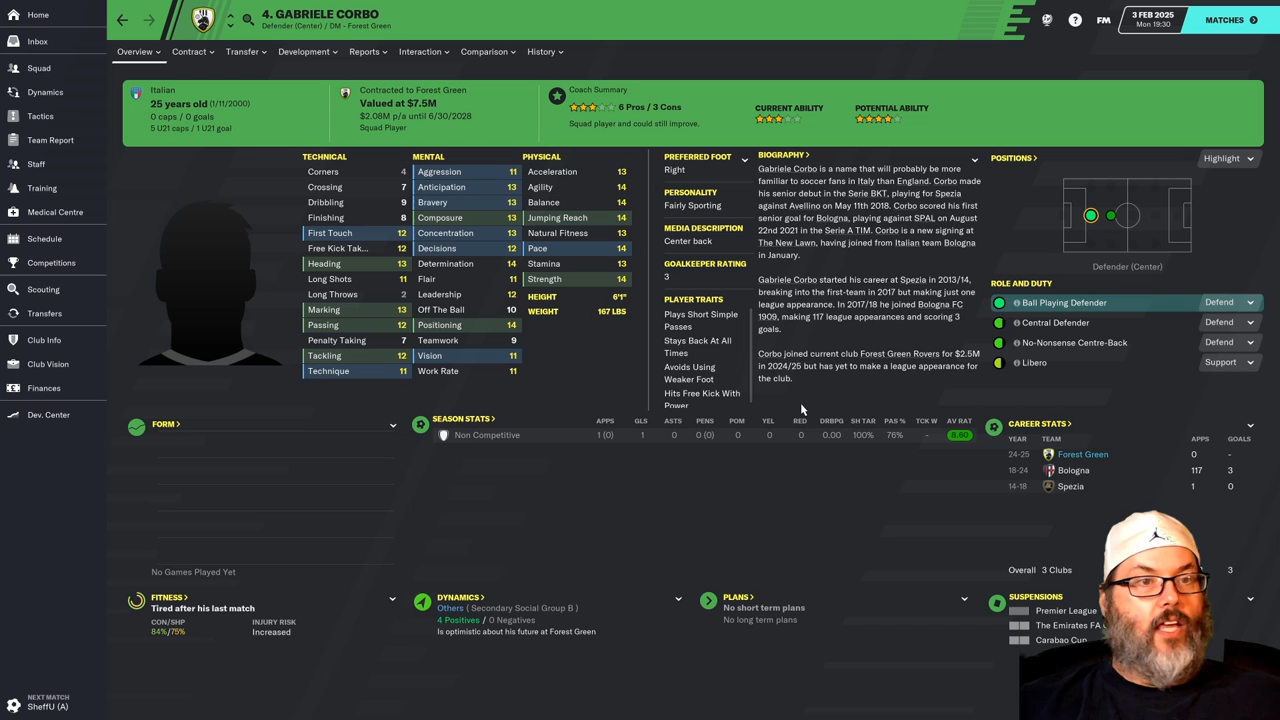 Home
Inbox
Squad
Dynamics
Tactics
Team Report
Staff
Training
Medical Centre
Schedule
Competitions
Scouting
Transfers
Club Info
Club Vision
Finances
Dev. Center
NEXT MATCH
SheffU (A)
4. GABRIELE CORBO
Defender (Center) / DM - Forest Green
FM
3 FEB 2025
Mon 19:30
MATCHES
Overview
Contract
Transfer
Development
Reports
Interaction
Comparison
History
Italian
25 years old (1/11/2000)
0 caps / 0 goals
5 U21 caps / 1 U21 goal
Contracted to Forest Green
Valued at $7.5M
$2.08M p/a until 6/30/2028
Squad Player
Coach Summary
6 Pros / 3 Cons
Squad player and could still improve.
CURRENT ABILITY
POTENTIAL ABILITY
TECHNICAL
Corners 4
Crossing 7
Dribbling 9
Finishing 8
First Touch 12
Free Kick Tak... 12
Heading 13
Long Shots 11
Long Throws 2
Marking 13
Passing 12
Penalty Taking 7
Tackling 12
Technique 11
MENTAL
Aggression 11
Anticipation 13
Bravery 13
Composure 13
Concentration 13
Decisions 12
Determination 14
Flair 11
Leadership 12
Off The Ball 10
Positioning 14
Teamwork 9
Vision 11
Work Rate 11
PHYSICAL
Acceleration 13
Agility 14
Balance 14
Jumping Reach 14
Natural Fitness 13
Pace 14
Stamina 13
Strength 14
HEIGHT 6'1"
WEIGHT 167 LBS
PREFERRED FOOT
Right
PERSONALITY
Fairly Sporting
MEDIA DESCRIPTION
Center back
GOALKEEPER RATING
3
PLAYER TRAITS
Plays Short Simple
Passes
Stays Back At All
Times
Avoids Using
Weaker Foot
Hits Free Kick With
Power
BIOGRAPHY >
Gabriele Corbo is a name that will probably be more
familiar to soccer fans in Italy than England. Corbo made
his senior debut in the Serie BKT, playing for Spezia
against Avellino on May 11th 2018. Corbo scored his first
senior goal for Bologna, playing against SPAL on August
22nd 2021 in the Serie A TIM. Corbo is a new signing at
The New Lawn, having joined from Italian team Bologna
in January.
Gabriele Corbo started his career at Spezia in 2013/14,
breaking into the first-team in 2017 but making just one
league appearance. In 2017/18 he joined Bologna FC
1909, making 117 league appearances and scoring 3
goals.
Corbo joined current club Forest Green Rovers for $2.5M
in 2024/25 but has yet to make a league appearance for
the club.
POSITIONS >
Highlight
Defender (Center)
ROLE AND DUTY
Ball Playing Defender Defend
Central Defender Defend
No-Nonsense Centre-Back Defend
Libero Support
FORM >
No Games Played Yet
SEASON STATS >
APPS GLS ASTS PENS POM YEL RED DRBPG SH TAR PAS % TCK W AV RAT
Non Competitive 1 (0) 1 0 0 (0) 0 0 0 0.00 100% 76% - 8.60
CAREER STATS >
YEAR TEAM APPS GOALS
24-25 Forest Green 0 -
18-24 Bologna 117 3
14-18 Spezia 1 0
Overall 3 Clubs 3
FITNESS >
Tired after his last match
CON/SHP
84%/75%
INJURY RISK
Increased
DYNAMICS >
Others ( Secondary Social Group B )
4 Positives / 0 Negatives
Is optimistic about his future at Forest Green
PLANS >
No short term plans
No long term plans
SUSPENSIONS
Premier League
The Emirates FA
Carabao Cup